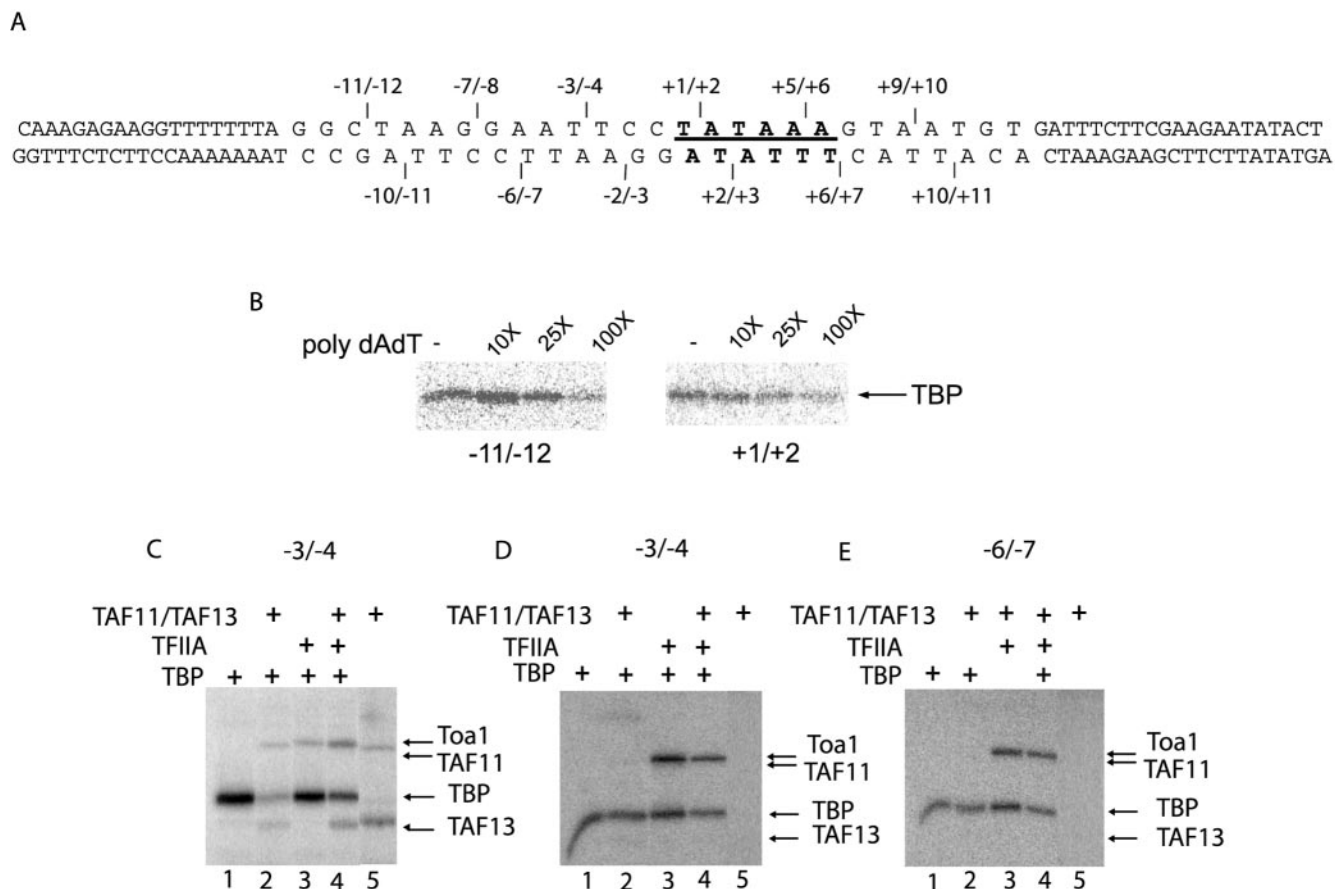 A
-11/-12 -7/-8 -3/-4 +1/+2 +5/+6 +9/+10
CAAAGAGAAGGTTTTTTTA G G C T A A G G A A T T C C T A T A A A G T A A T G T GATTTCTTCGAAGAATATACT
GGTTTCTCTTCCAAAAAAAT C C G A T T C C T T A A G G A T A T T T C A T T A C A CTAAAGAAGCTTCTTATATGA
-10/-11 -6/-7 -2/-3 +2/+3 +6/+7 +10/+11
B
poly dAdT - 10X 25X 100X - 10X 25X 100X
TBP
-11/-12 +1/+2
C -3/-4 D -3/-4 E -6/-7
TAF11/TAF13 + + + TAF11/TAF13 + + + TAF11/TAF13 + + + +
TFIIA + + TFIIA + + TFIIA + +
TBP + + + + TBP + + + + TBP + + +
Toa1 Toa1 Toa1
TAF11 TAF11 TAF11
TBP TBP TBP
TAF13 TAF13 TAF13
1 2 3 4 5 1 2 3 4 5 1 2 3 4 5